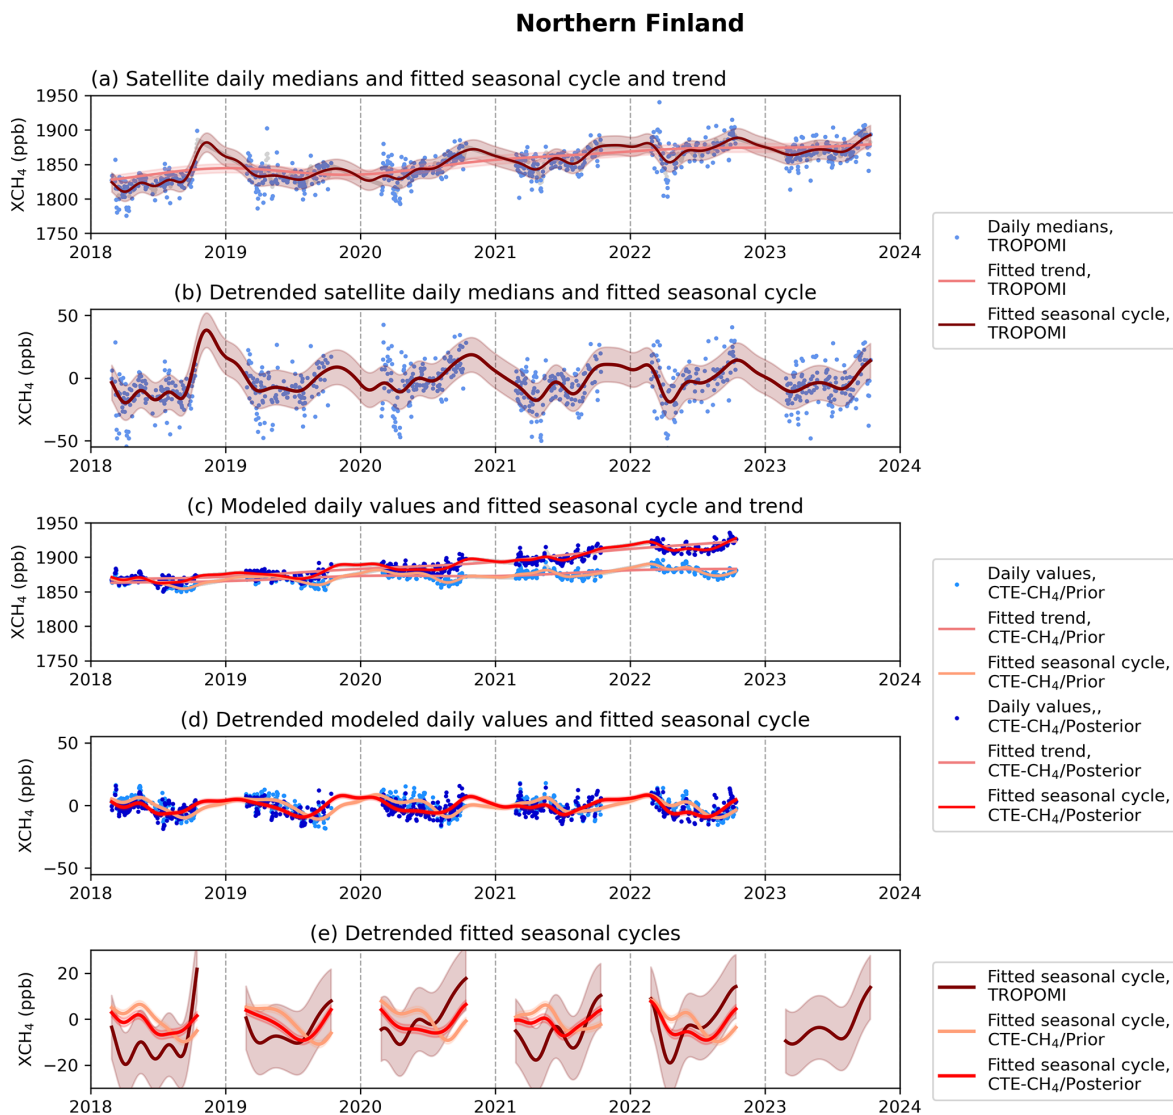 Northern Finland
(a) Satellite daily medians and fitted seasonal cycle and trend
XCH₄ (ppb)
1950
1900
1850
1800
1750
2018 2019 2020 2021 2022 2023 2024
Daily medians,
TROPOMI
Fitted trend,
TROPOMI
Fitted seasonal cycle,
TROPOMI
(b) Detrended satellite daily medians and fitted seasonal cycle
XCH₄ (ppb)
50
0
−50
2018 2019 2020 2021 2022 2023 2024
(c) Modeled daily values and fitted seasonal cycle and trend
XCH₄ (ppb)
1950
1900
1850
1800
1750
2018 2019 2020 2021 2022 2023 2024
Daily values,
CTE-CH₄/Prior
Fitted trend,
CTE-CH₄/Prior
Fitted seasonal cycle,
CTE-CH₄/Prior
Daily values,,
CTE-CH₄/Posterior
Fitted trend,
CTE-CH₄/Posterior
Fitted seasonal cycle,
CTE-CH₄/Posterior
(d) Detrended modeled daily values and fitted seasonal cycle
XCH₄ (ppb)
50
0
−50
2018 2019 2020 2021 2022 2023 2024
(e) Detrended fitted seasonal cycles
XCH₄ (ppb)
20
0
−20
2018 2019 2020 2021 2022 2023 2024
Fitted seasonal cycle,
TROPOMI
Fitted seasonal cycle,
CTE-CH₄/Prior
Fitted seasonal cycle,
CTE-CH₄/Posterior